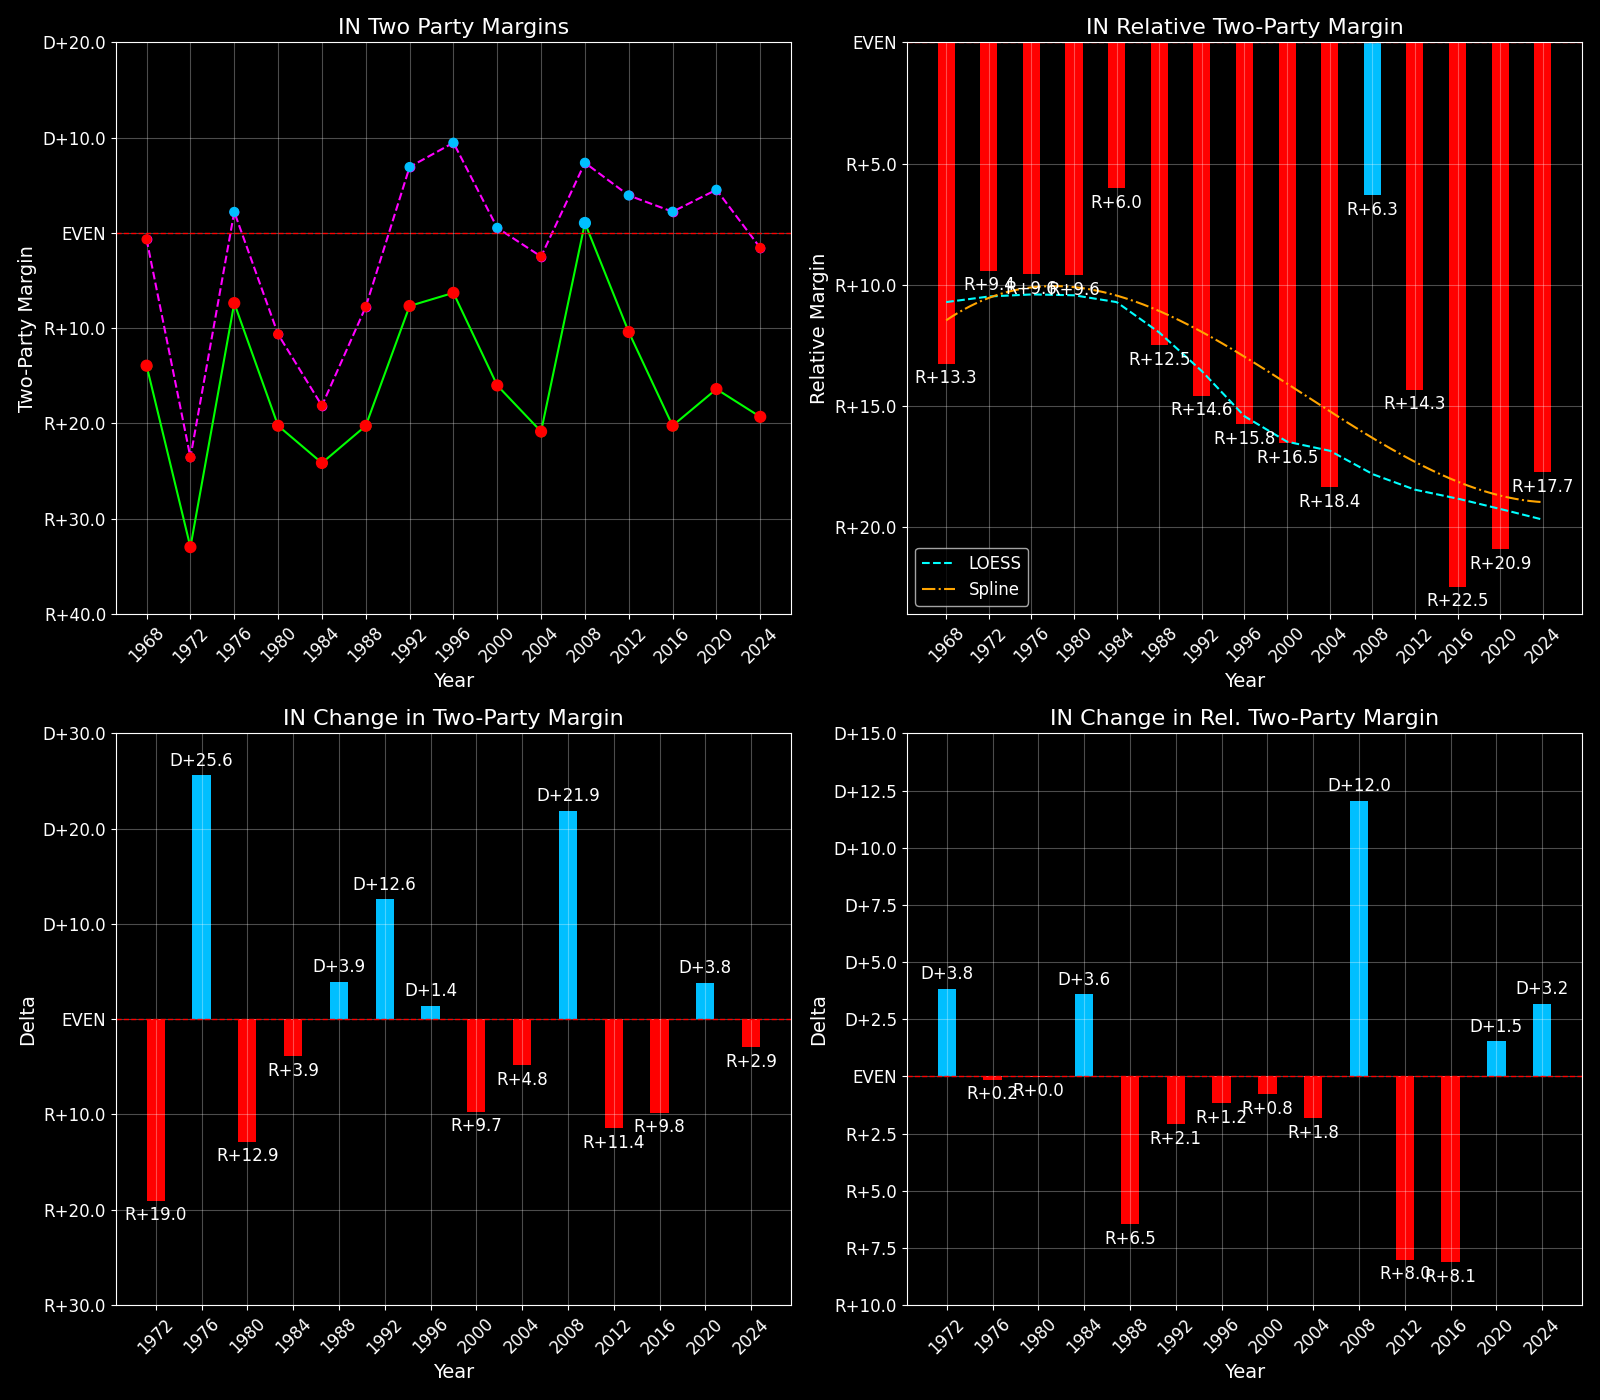 IN Two Party Margins
D+20.0
D+10.0
EVEN
R+10.0
R+20.0
R+30.0
R+40.0
Two-Party Margin
1968
1972
1976
1980
1984
1988
1992
1996
2000
2004
2008
2012
2016
2020
2024
Year
IN Relative Two-Party Margin
EVEN
R+5.0
R+10.0
R+15.0
R+20.0
Relative Margin
R+13.3
R+9.4
R+9.6
R+9.6
R+6.0
R+12.5
R+14.6
R+15.8
R+16.5
R+18.4
R+6.3
R+14.3
R+22.5
R+20.9
R+17.7
LOESS
Spline
1968
1972
1976
1980
1984
1988
1992
1996
2000
2004
2008
2012
2016
2020
2024
Year
IN Change in Two-Party Margin
D+30.0
D+20.0
D+10.0
EVEN
R+10.0
R+20.0
R+30.0
Delta
R+19.0
D+25.6
R+12.9
R+3.9
D+3.9
D+12.6
D+1.4
R+9.7
R+4.8
D+21.9
R+11.4
R+9.8
D+3.8
R+2.9
1972
1976
1980
1984
1988
1992
1996
2000
2004
2008
2012
2016
2020
2024
Year
IN Change in Rel. Two-Party Margin
D+15.0
D+12.5
D+10.0
D+7.5
D+5.0
D+2.5
EVEN
R+2.5
R+5.0
R+7.5
R+10.0
Delta
D+3.8
R+0.2
R+0.0
D+3.6
R+6.5
R+2.1
R+1.2
R+0.8
R+1.8
D+12.0
R+8.0
R+8.1
D+1.5
D+3.2
1972
1976
1980
1984
1988
1992
1996
2000
2004
2008
2012
2016
2020
2024
Year